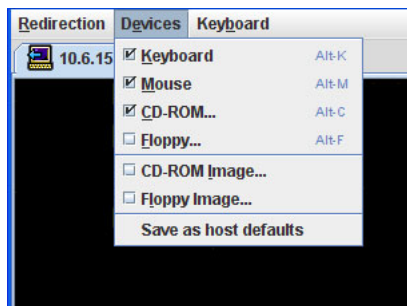 Redirection Devices Keyboard
10.6.15
Keyboard Alt-K
Mouse Alt-M
CD-ROM... Alt-C
Floppy... Alt-F
CD-ROM Image...
Floppy Image...
Save as host defaults